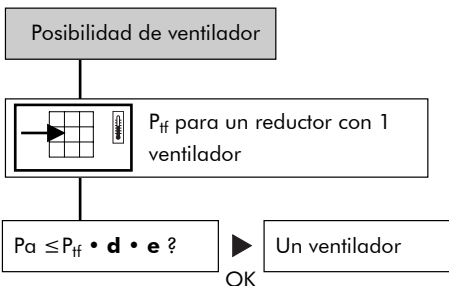 Posibilidad de ventilador
P_tf para un reductor con 1
ventilador
Pa ≤P_tf • d • e ?
Un ventilador
OK